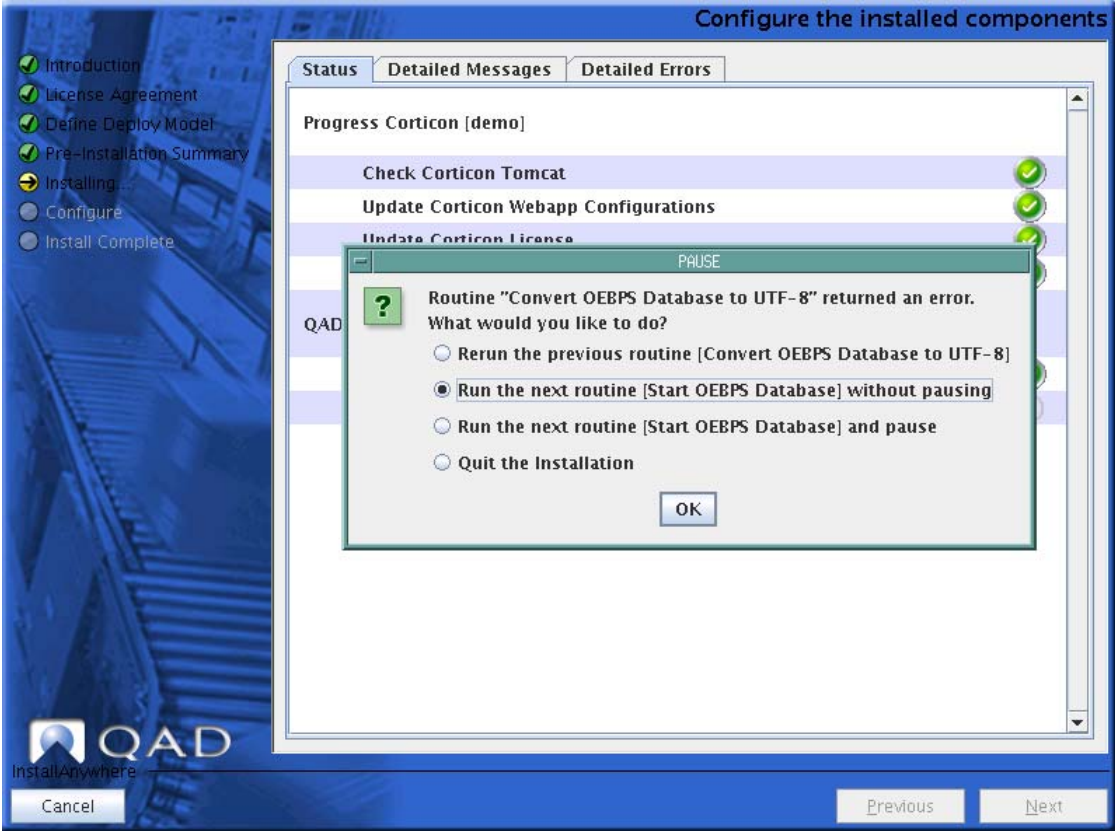 Configure the installed components
Introduction
License Agreement
Define Deploy Model
Pre-Installation Summary
Installing...
Configure
Install Complete
Status
Detailed Messages
Detailed Errors
Progress Corticon [demo]
Check Corticon Tomcat
Update Corticon Webapp Configurations
Update Corticon License
QAD
PAUSE
Routine "Convert OEBPS Database to UTF-8" returned an error.
What would you like to do?
Rerun the previous routine [Convert OEBPS Database to UTF-8]
Run the next routine [Start OEBPS Database] without pausing
Run the next routine [Start OEBPS Database] and pause
Quit the Installation
OK
QAD
InstallAnywhere
Cancel
Previous
Next